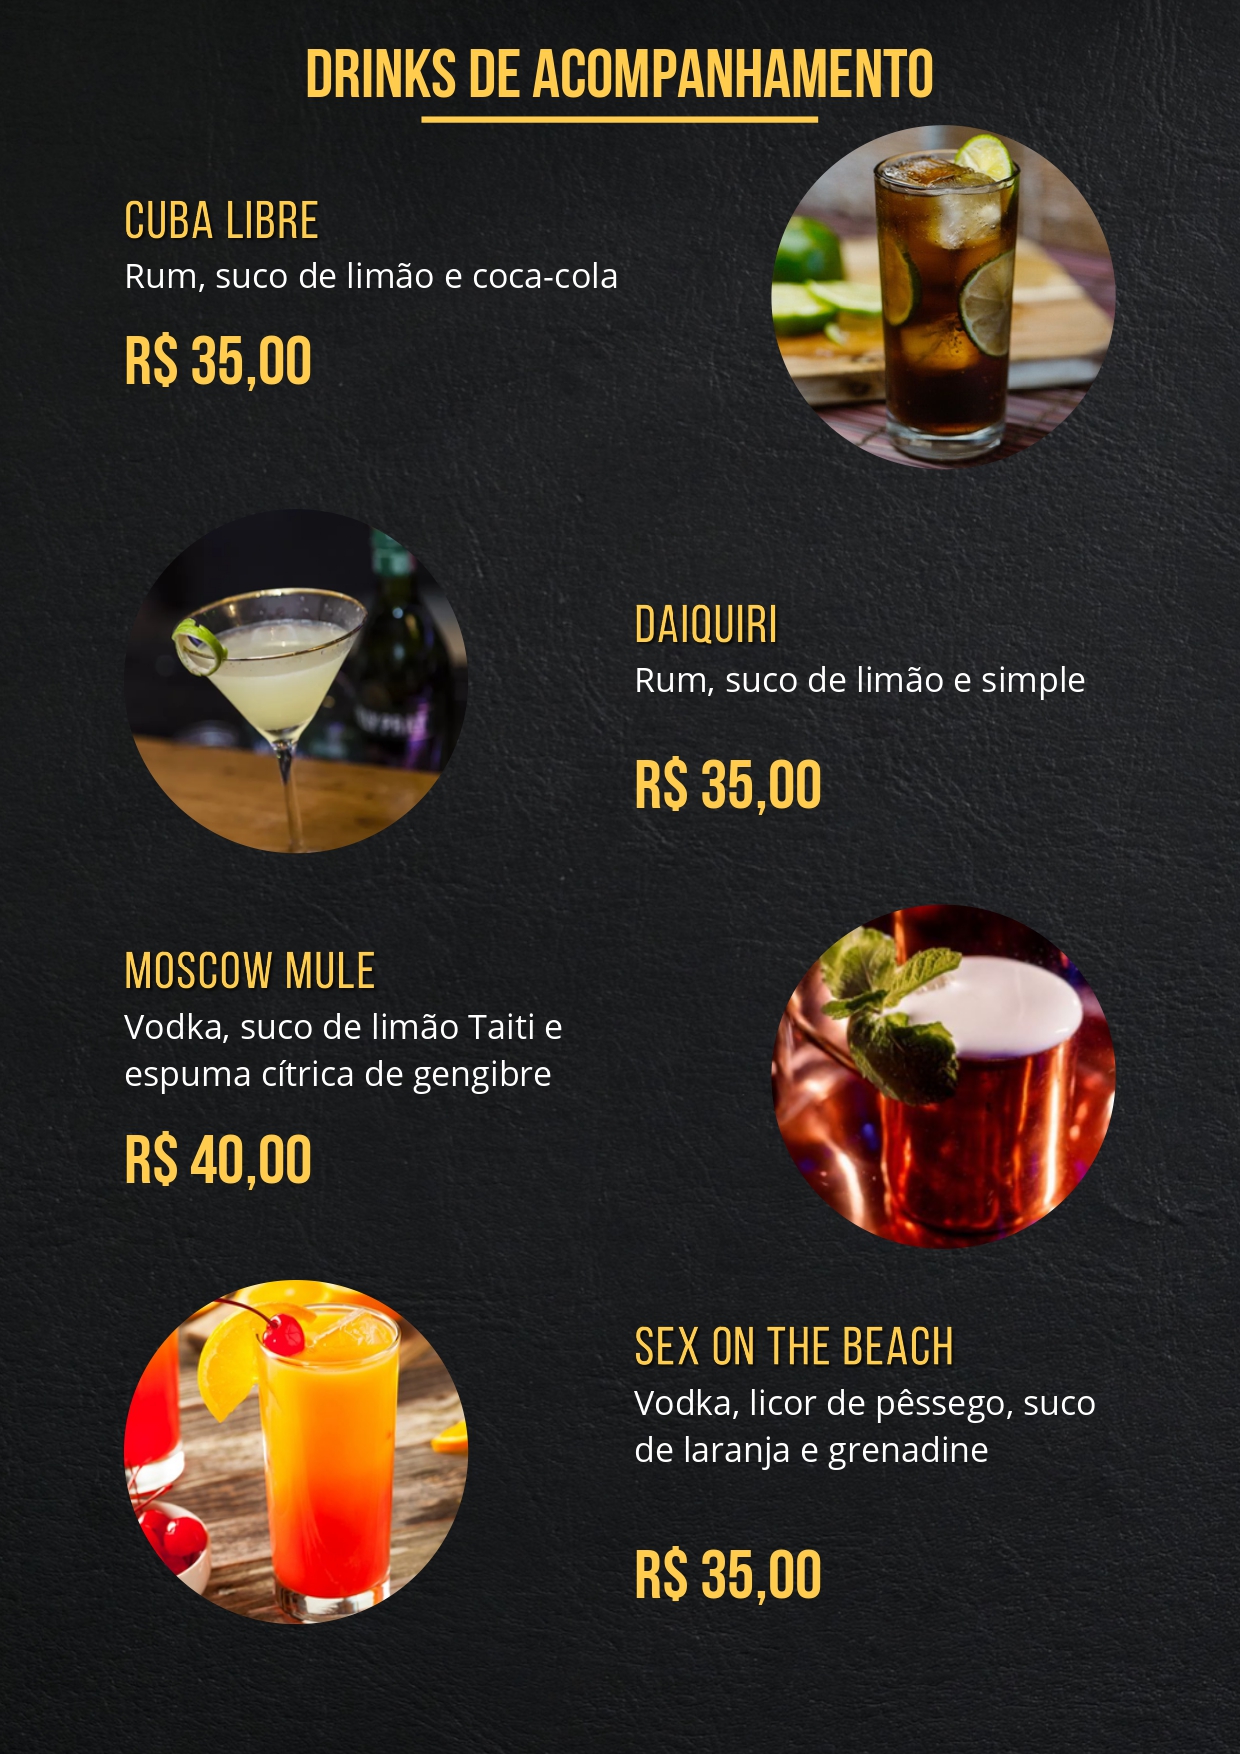 DRINKS DE ACOMPANHAMENTO
CUBA LIBRE
Rum, suco de limão e coca-cola
R$ 35,00
DAIQUIRI
Rum, suco de limão e simple
R$ 35,00
MOSCOW MULE
Vodka, suco de limão Taiti e
espuma cítrica de gengibre
R$ 40,00
SEX ON THE BEACH
Vodka, licor de pêssego, suco
de laranja e grenadine
R$ 35,00